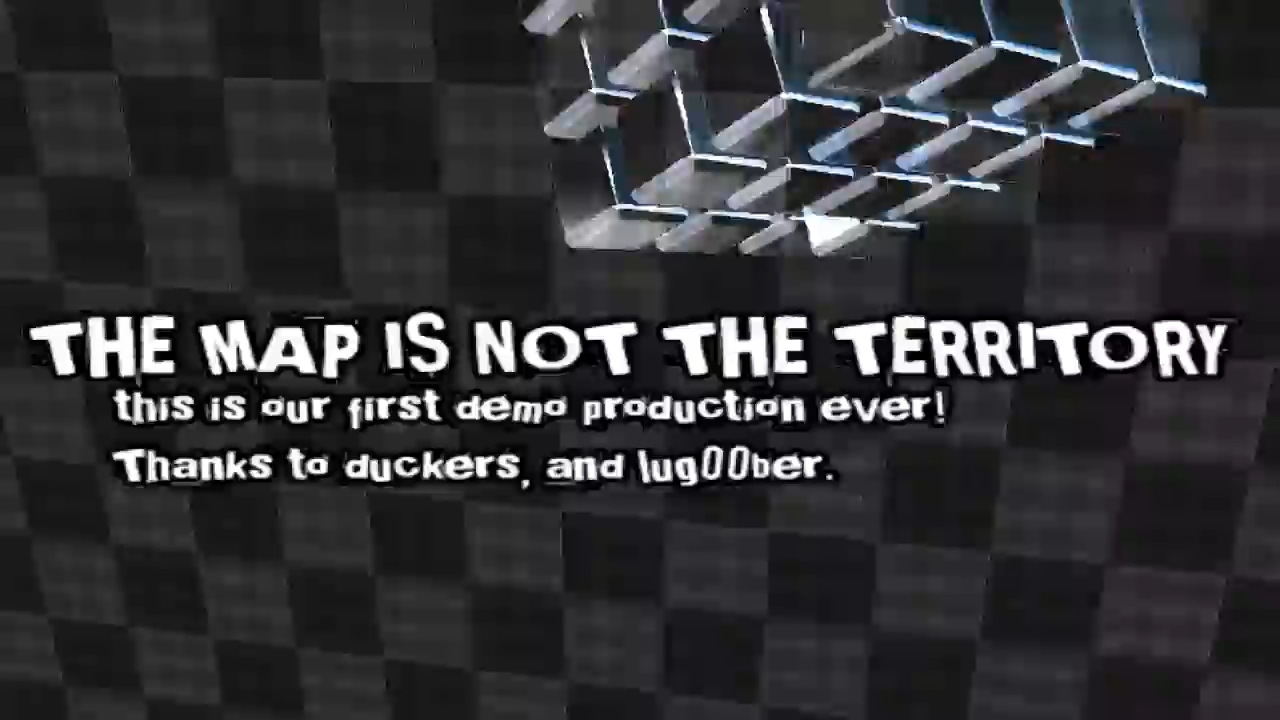 THE MAP IS NOT THE TERRITORY
this is our first demo production ever!
Thanks to duckers, and lug00ber.